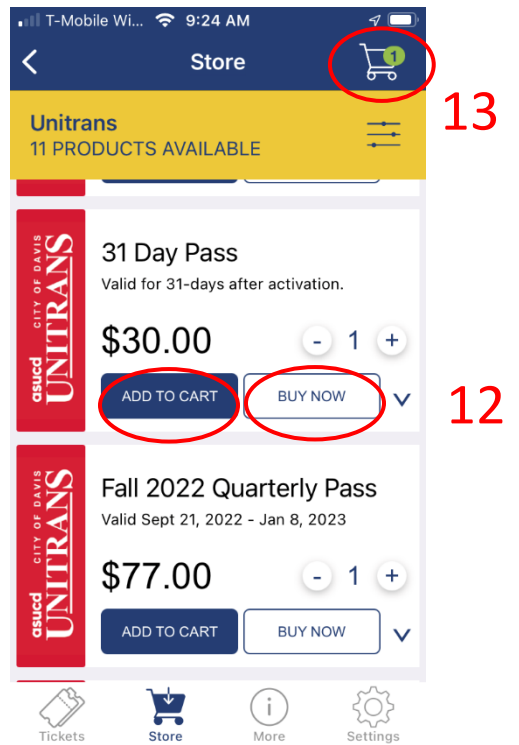 T-Mobile Wi... 9:24 AM
Store
1
13
Unitrans
11 PRODUCTS AVAILABLE
CITY OF DAVIS
asucd UNITRANS
31 Day Pass
Valid for 31-days after activation.
$30.00 - 1 +
ADD TO CART BUY NOW
12
CITY OF DAVIS
asucd UNITRANS
Fall 2022 Quarterly Pass
Valid Sept 21, 2022 - Jan 8, 2023
$77.00 - 1 +
ADD TO CART BUY NOW
Tickets Store More Settings